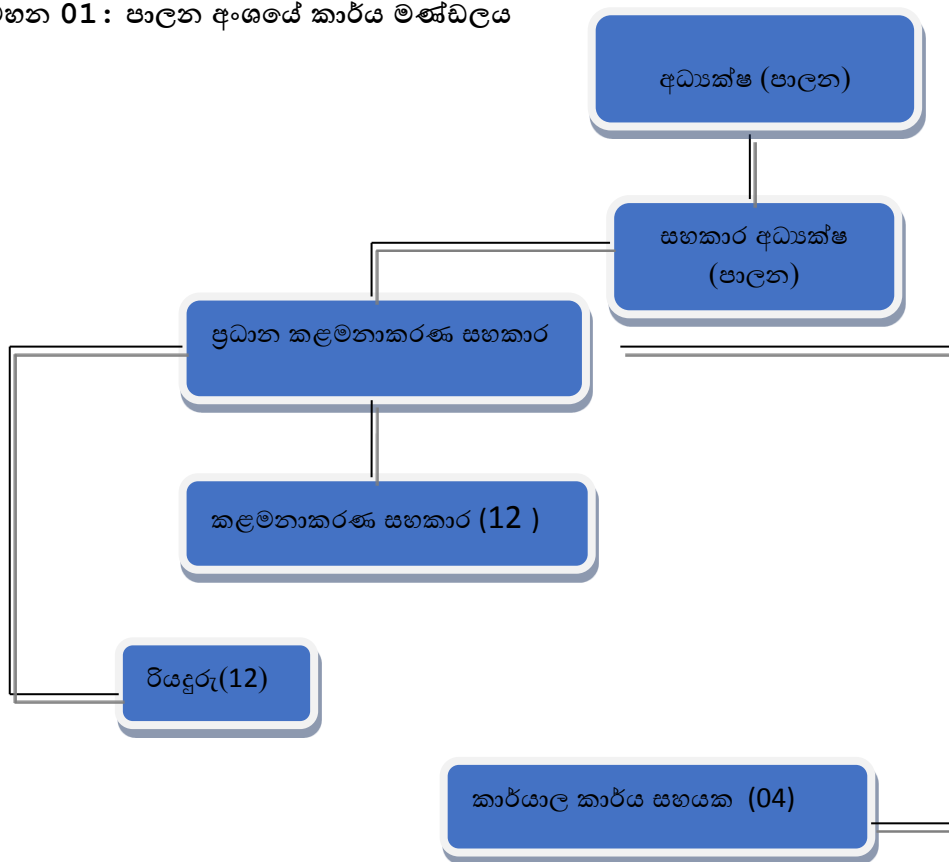 01: පාලන අංශයේ කාර්ය මණ්ඩලය
අධ්‍යක්ෂ (පාලන)
සහකාර අධ්‍යක්ෂ
(පාලන)
ප්‍රධාන කළමනාකරණ සහකාර
කළමනාකරණ සහකාර (12 )
රියදුරු(12)
කාර්යාල කාර්ය සහයක (04)